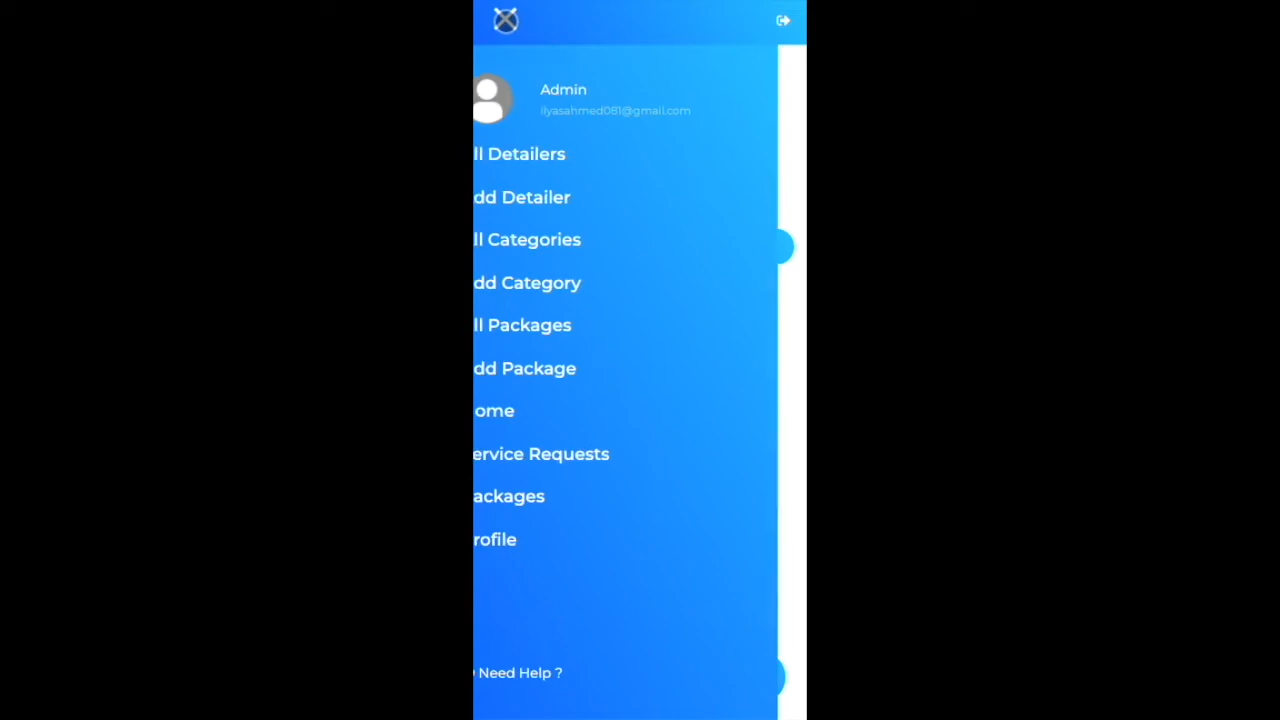 Admin
ilyasahmed081@gmail.com
ll Detailers
dd Detailer
ll Categories
dd Category
ll Packages
dd Package
ome
ervice Requests
ackages
rofile
Need Help ?